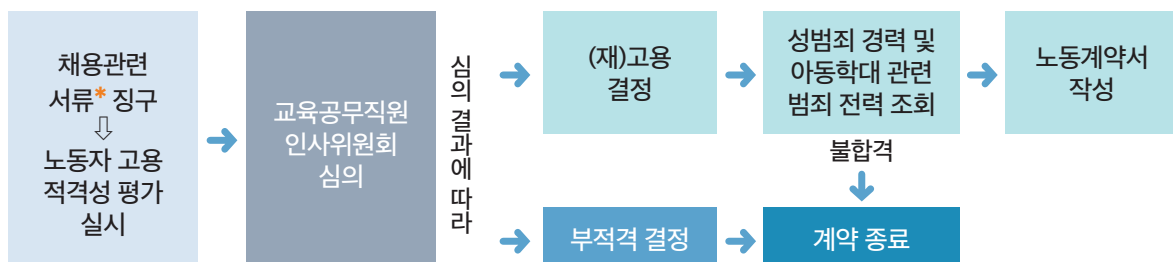 채용관련
서류* 징구
⇩
노동자 고용
적격성 평가
실시
교육공무직원
인사위원회
심의
심의 결과에 따라
(재)고용
결정
성범죄 경력 및
아동학대 관련
범죄 전력 조회
노동계약서
작성
불합격
부적격 결정
계약 종료